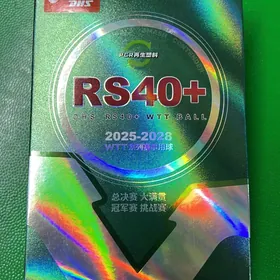 DHS
PCR再生塑料
RS40+
DHS RS40+ WTT BALL
2025-2028
WTT
总决赛 大满贯
冠军赛 挑战赛